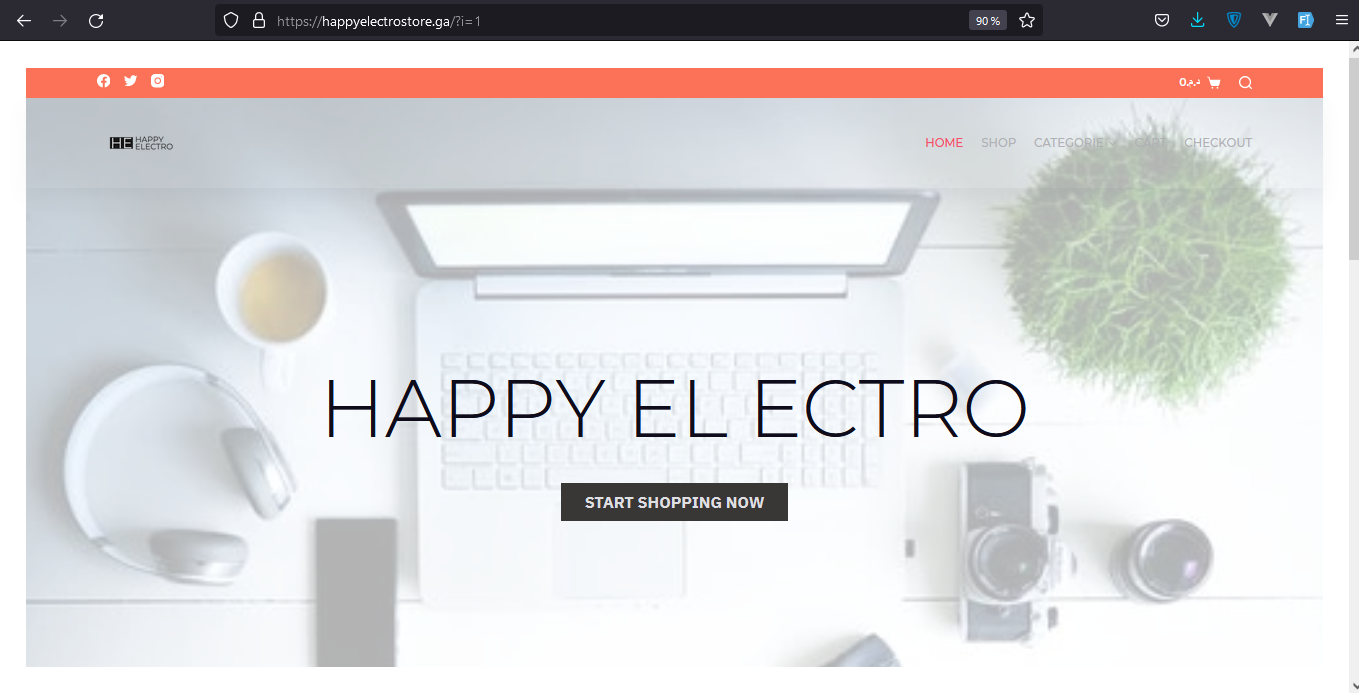 https://happyelectrostore.ga/?i=1
90%
0د.م.
HAPPY
HE ELECTRO
HOME SHOP CATEGORIES CART CHECKOUT
HAPPY EL ECTRO
START SHOPPING NOW